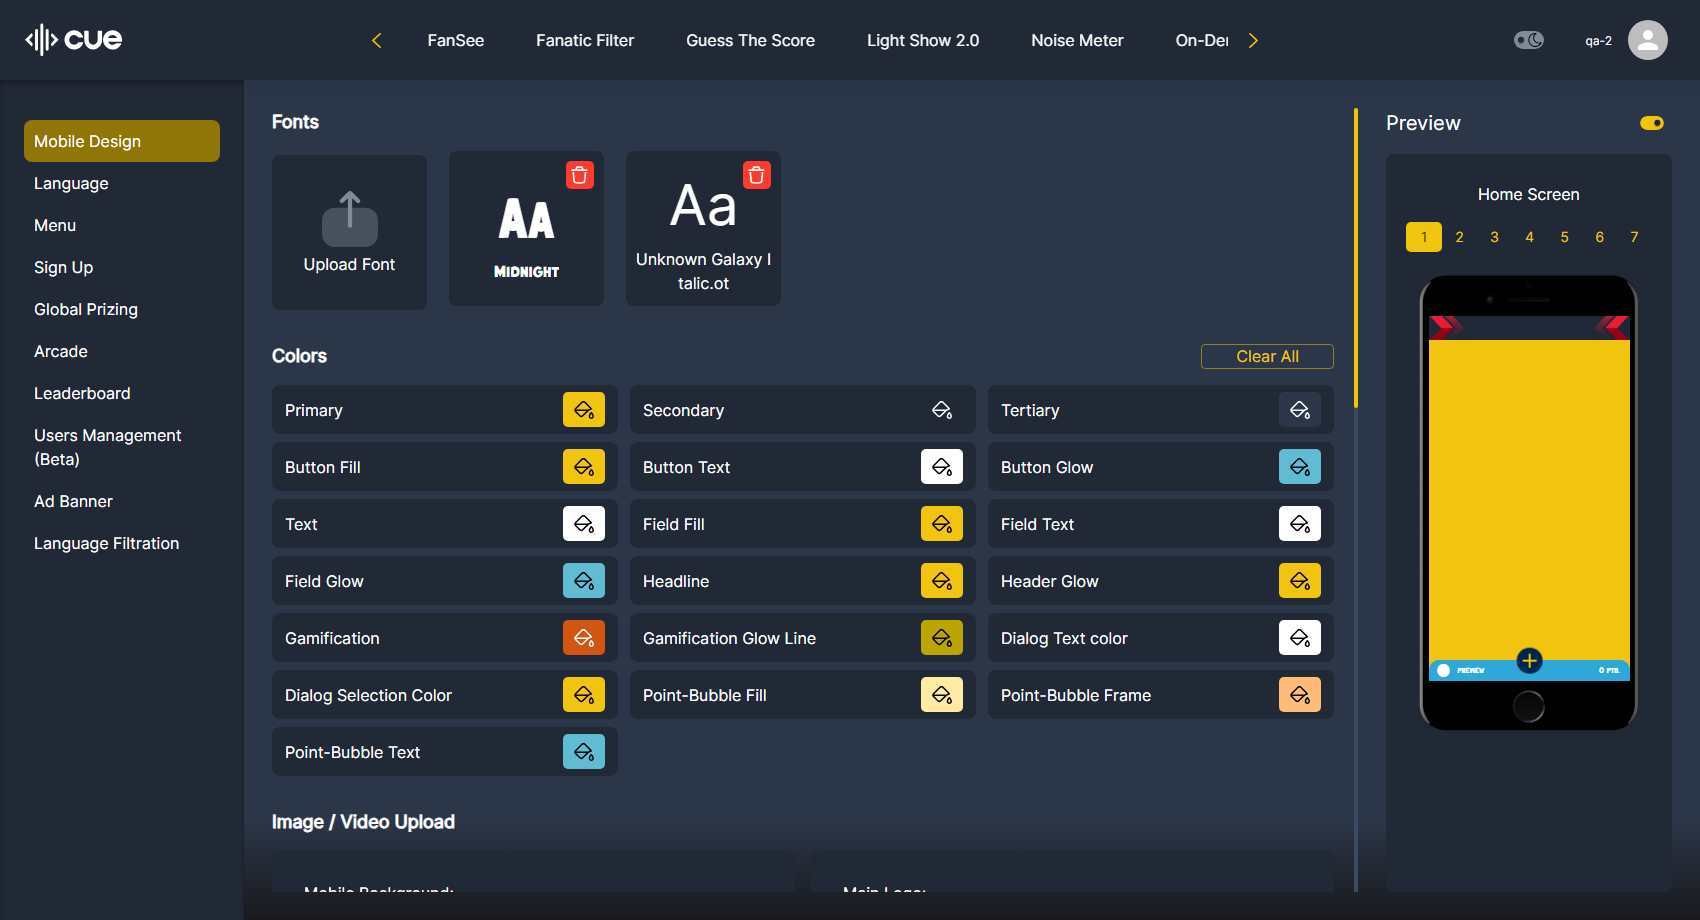 cue
FanSee
Fanatic Filter
Guess The Score
Light Show 2.0
Noise Meter
On-De
qa-2
Mobile Design
Language
Menu
Sign Up
Global Prizing
Arcade
Leaderboard
Users Management
(Beta)
Ad Banner
Language Filtration
Fonts
Upload Font
AA
MIDNIGHT
Aa
Unknown Galaxy I
talic.ot
Colors
Clear All
Primary
Secondary
Tertiary
Button Fill
Button Text
Button Glow
Text
Field Fill
Field Text
Field Glow
Headline
Header Glow
Gamification
Gamification Glow Line
Dialog Text color
Dialog Selection Color
Point-Bubble Fill
Point-Bubble Frame
Point-Bubble Text
Image / Video Upload
Mobile Background:
Main Logo:
Preview
Home Screen
1 2 3 4 5 6 7
PREVIEW
0 PTS.